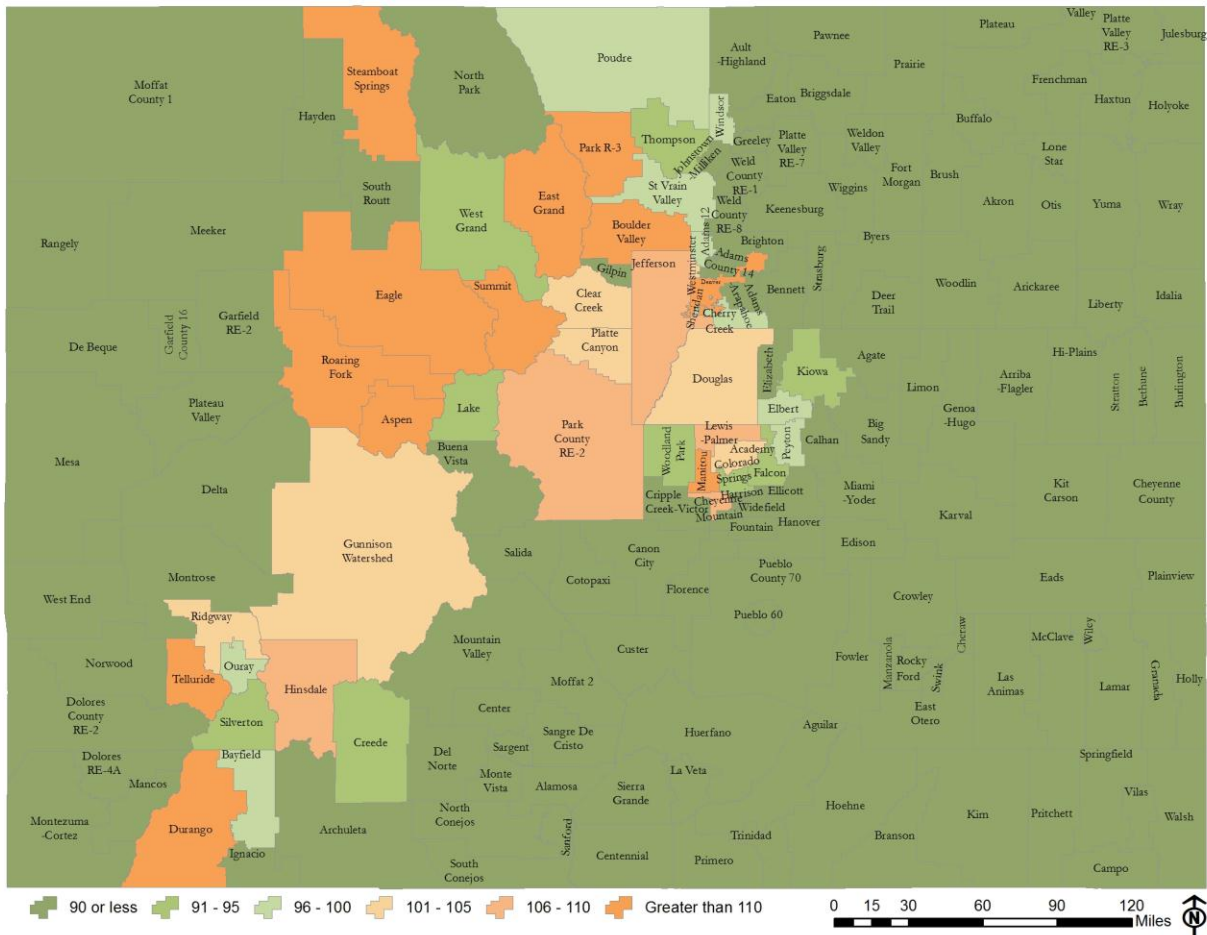 Valley
Plateau
Platte
Valley
RE-3
Julesburg
Pawnee
Ault
-Highland
Poudre
Prairie
Steamboat
Springs
North
Park
Moffat
County 1
Hayden
Frenchman
Haxtun
Holyoke
Eaton
Briggsdale
Windsor
Buffalo
Thompson
Johnstown
-Milliken
Greeley
Platte
Valley
RE-7
Weldon
Valley
Park R-3
Lone
Star
Weld
County
RE-1
Fort
Morgan
Brush
Wiggins
St Vrain
Valley
South
Routt
East
Grand
West
Grand
Adams 12
Weld
County
RE-8
Keenesburg
Akron
Otis
Yuma
Wray
Meeker
Rangely
Boulder
Valley
Brighton
Byers
Westminster
Adams
County 14
Strasburg
Jefferson
Gilpin
Denver
Bennett
Woodlin
Arickaree
Eagle
Summit
Clear
Creek
Sheridan
Adams
Arapahoe
Cherry
Creek
Deer
Trail
Liberty
Idalia
Garfield
County 16
Garfield
RE-2
De Beque
Platte
Canyon
Roaring
Fork
Douglas
Elizabeth
Kiowa
Agate
Hi-Plains
Arriba
-Flagler
Stratton
Bethune
Burlington
Limon
Plateau
Valley
Aspen
Lake
Elbert
Genoa
-Hugo
Park
County
RE-2
Buena
Vista
Woodland
Park
Lewis
-Palmer
Academy
Peyton
Calhan
Big
Sandy
Mesa
Manitou
Colorado
Springs
Falcon
Delta
Cripple
Creek-Victor
Harrison
Ellicott
Cheyenne
Mountain
Widefield
Fountain
Hanover
Miami
-Yoder
Kit
Carson
Cheyenne
County
Karval
Edison
Gunnison
Watershed
Salida
Canon
City
Cotopaxi
Florence
Pueblo
County 70
Montrose
Eads
Plainview
West End
Crowley
Pueblo 60
Ridgway
Mountain
Valley
Custer
Cheraw
McClave
Wiley
Manzanola
Fowler
Rocky
Ford
Swink
Norwood
Ouray
Telluride
Hinsdale
Moffat 2
Las
Animas
Lamar
Granada
Holly
Dolores
County
RE-2
Silverton
Center
East
Otero
Aguilar
Creede
Sargent
Sangre De
Cristo
Huerfano
Dolores
RE-4A
Bayfield
Del
Norte
Springfield
Mancos
Monte
Vista
Alamosa
Sierra
Grande
La Veta
Vilas
Hoehne
Kim
Pritchett
Walsh
Montezuma
-Cortez
Durango
Archuleta
North
Conejos
Sanford
Trinidad
Branson
Ignacio
Centennial
Primero
South
Conejos
Campo
90 or less
91 - 95
96 - 100
101 - 105
106 - 110
Greater than 110
0 15 30 60 90 120
Miles
N